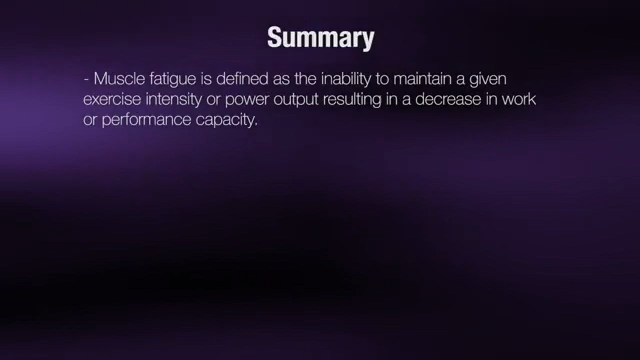 Summary
- Muscle fatigue is defined as the inability to maintain a given
exercise intensity or power output resulting in a decrease in work
or performance capacity.